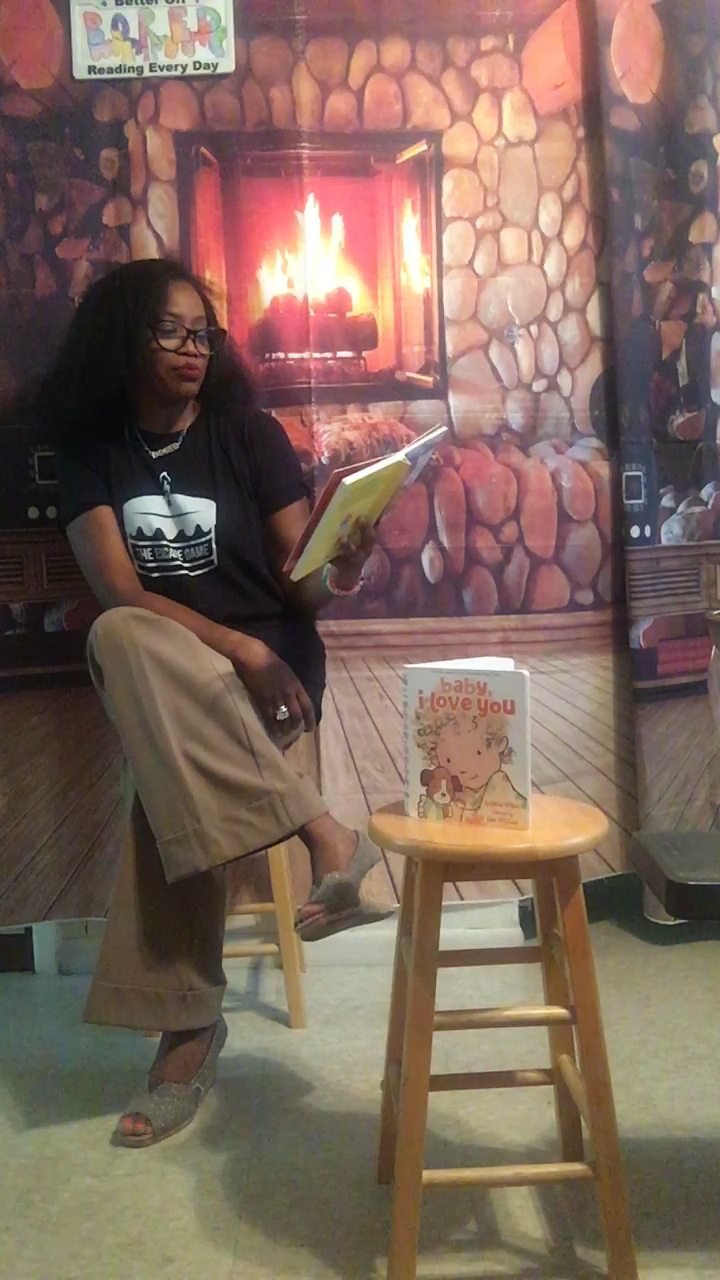 Better Off
Reading Every Day
THE ESCAPE GAME
baby,
i love you